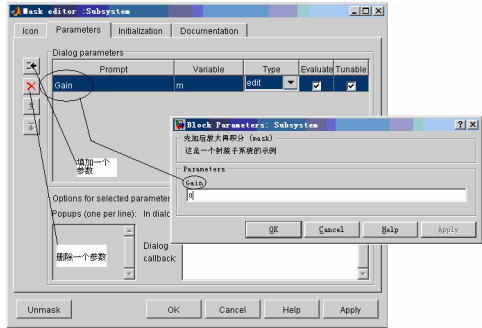 Mask editor :Subsystem
Icon Parameters Initialization Documentation
Dialog parameters
Prompt Variable Type Evaluate Tunable
Gain m edit
填加一个
参数
Options for selected parameter
Popups (one per line): In dialo
Dialog
callback:
删除一个参数
Unmask OK Cancel Help Apply
Block Parameters: Subsystem
先加后放大再积分 (mask)
这是一个封装子系统的示例
Parameters
Gain
0
OK Cancel Help Apply